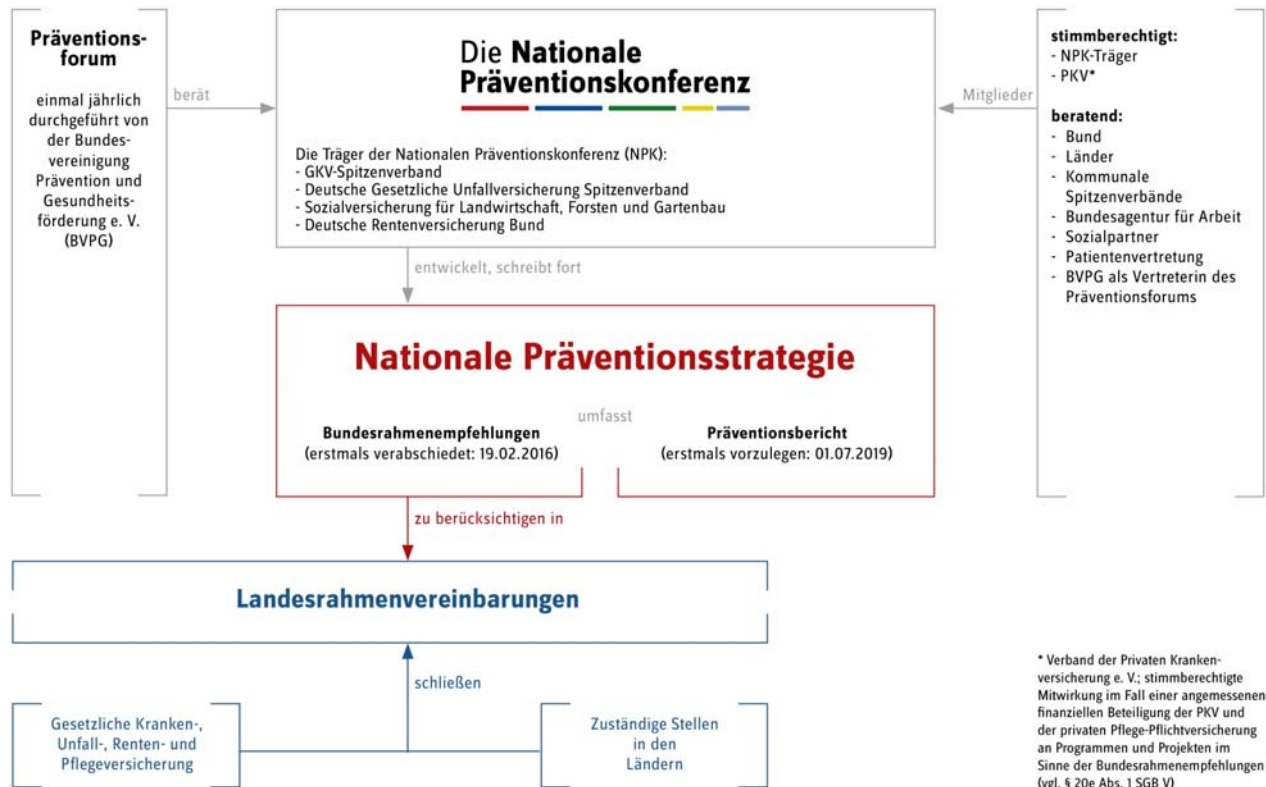 Präventions-
forum
einmal jährlich
durchgeführt von
der Bundes-
vereinigung
Prävention und
Gesundheits-
förderung e. V.
(BVPG)
berät
Die Nationale
Präventionskonferenz
Die Träger der Nationalen Präventionskonferenz (NPK):
- GKV-Spitzenverband
- Deutsche Gesetzliche Unfallversicherung Spitzenverband
- Sozialversicherung für Landwirtschaft, Forsten und Gartenbau
- Deutsche Rentenversicherung Bund
Mitglieder
stimmberechtigt:
- NPK-Träger
- PKV*
beratend:
- Bund
- Länder
- Kommunale
Spitzenverbände
- Bundesagentur für Arbeit
- Sozialpartner
- Patientenvertretung
- BVPG als Vertreterin des
Präventionsforums
entwickelt, schreibt fort
Nationale Präventionsstrategie
umfasst
Bundesrahmenempfehlungen
(erstmals verabschiedet: 19.02.2016)
Präventionsbericht
(erstmals vorzulegen: 01.07.2019)
zu berücksichtigen in
Landesrahmenvereinbarungen
schließen
Gesetzliche Kranken-,
Unfall-, Renten- und
Pflegeversicherung
Zuständige Stellen
in den
Ländern
* Verband der Privaten Kranken-
versicherung e. V.; stimmberechtigte
Mitwirkung im Fall einer angemessenen
finanziellen Beteiligung der PKV und
der privaten Pflege-Pflichtversicherung
an Programmen und Projekten im
Sinne der Bundesrahmenempfehlungen
(vgl. § 20e Abs. 1 SGB V)